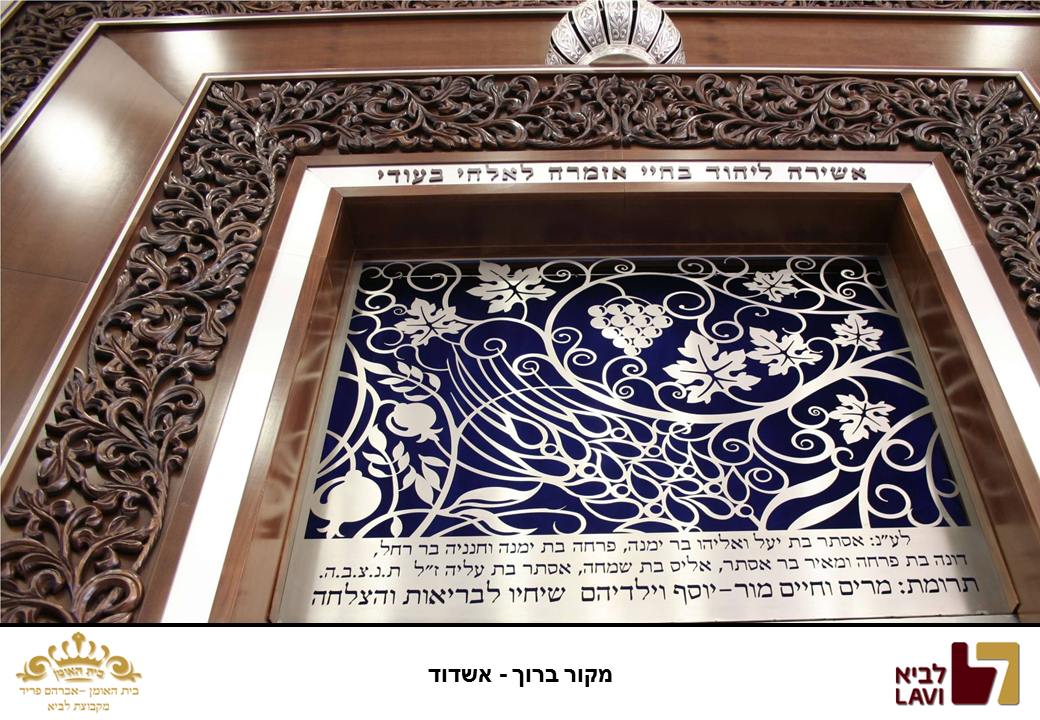 אשירה ליהוד בחיי אזמרה לאלהי בעודי
לע״נ: אסתר בת יעל ואליהו בר ימנה, פרחה בת ימנה וחנניה בר רחל,
דונה בת פרחה ומאיר בר אסתר, אליס בת שמחה, אסתר בת עליה ז״ל ת.נ.צ.ב.ה.
תרומת: מרים וחיים מור-יוסף וילדיהם שיחיו לבריאות והצלחה
בית האומן
בית האומן -אברהם פריד
מקבוצת לביא
מקור ברוך - אשדוד
לביא
LAVI